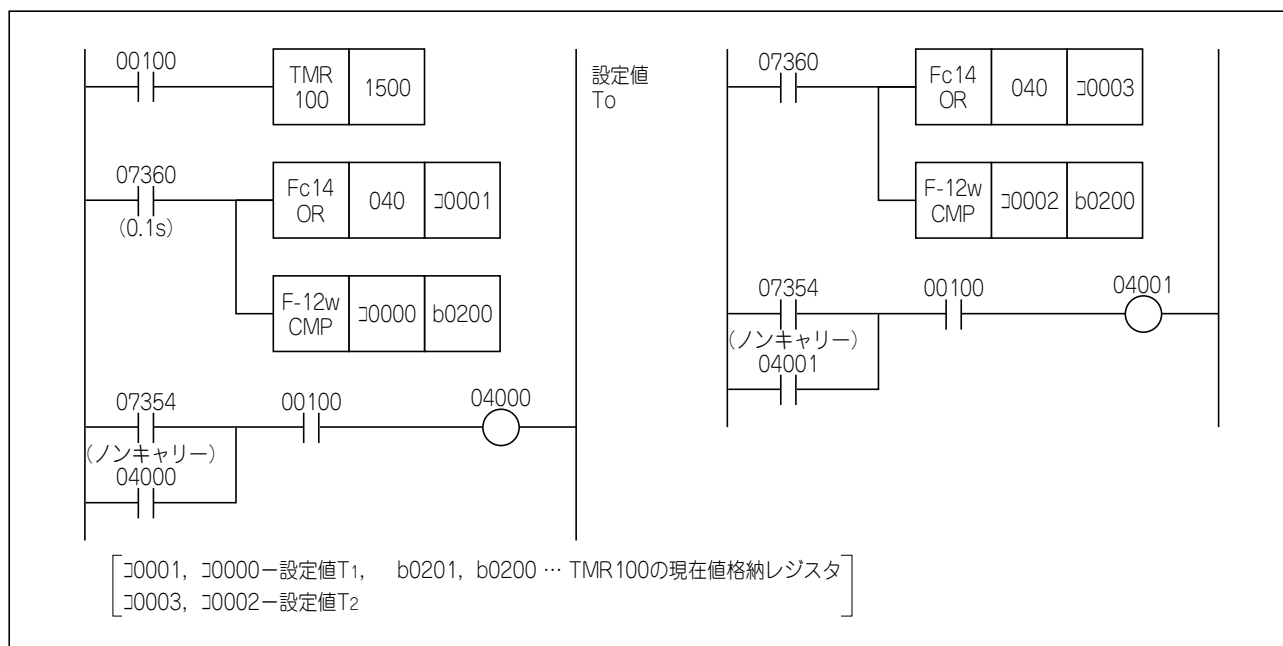 00100
TMR
100
1500
設定値
To
07360
(0.1s)
Fc14
OR
040
ｺ0001
F-12w
CMP
ｺ0000
b0200
07354
(ノンキャリー)
04000
00100
04000
07360
Fc14
OR
040
ｺ0003
F-12w
CMP
ｺ0002
b0200
07354
(ノンキャリー)
04001
00100
04001
ｺ0001, ｺ0000－設定値T1, b0201, b0200 … TMR100の現在値格納レジスタ
ｺ0003, ｺ0002－設定値T2